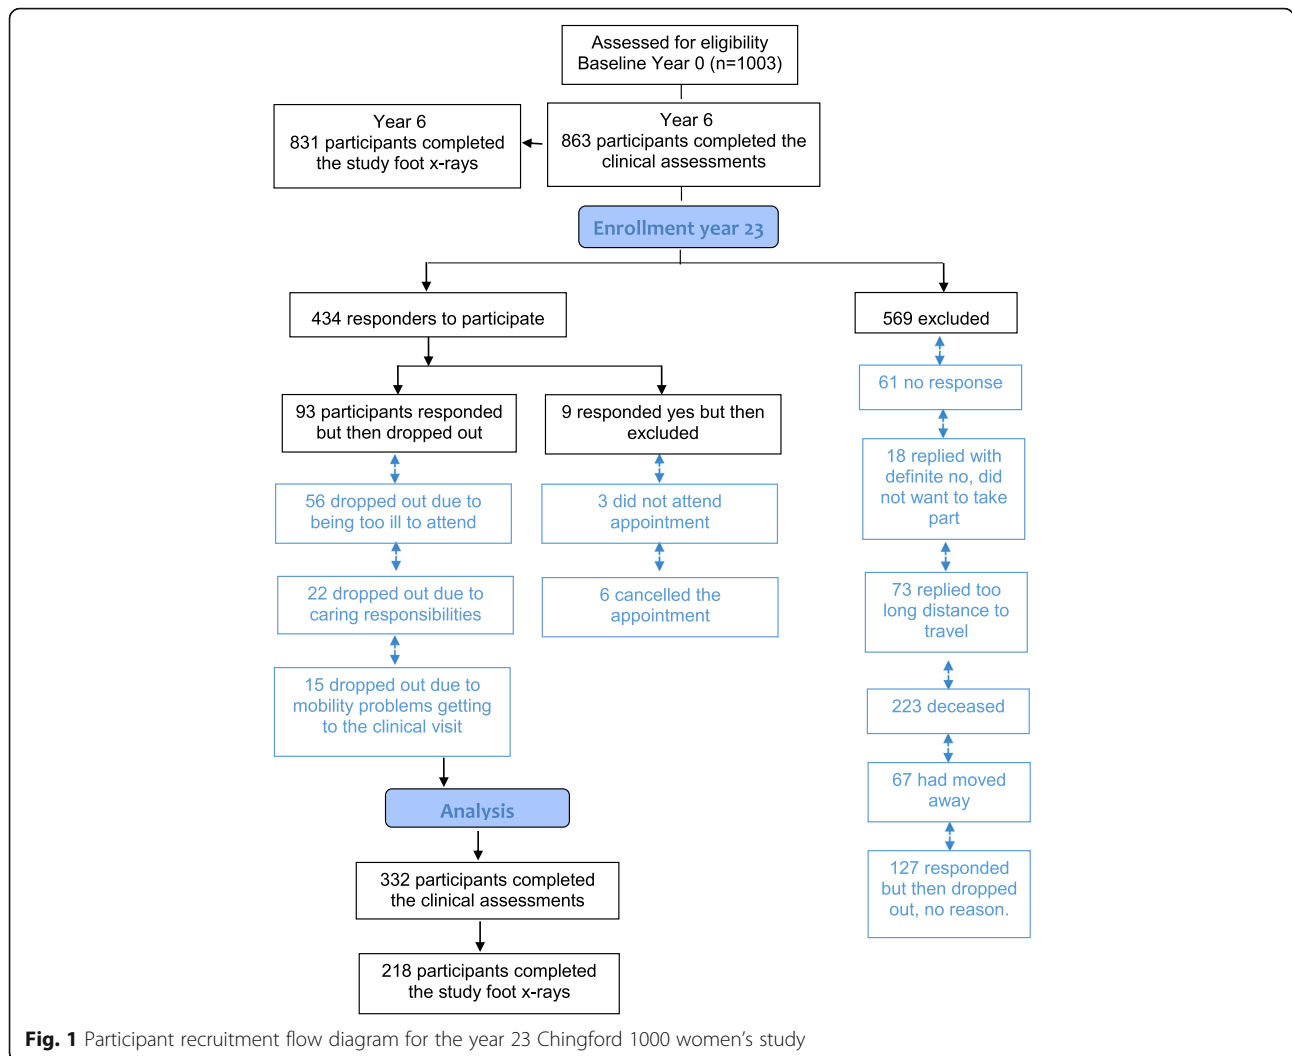 Assessed for eligibility
Baseline Year 0 (n=1003)
Year 6
831 participants completed
the study foot x-rays
Year 6
863 participants completed the
clinical assessments
Enrollment year 23
434 responders to participate
569 excluded
93 participants responded
but then dropped out
9 responded yes but then
excluded
61 no response
56 dropped out due to
being too ill to attend
3 did not attend
appointment
18 replied with
definite no, did
not want to take
part
22 dropped out due to
caring responsibilities
6 cancelled the
appointment
73 replied too
long distance to
travel
15 dropped out due to
mobility problems getting
to the clinical visit
223 deceased
67 had moved
away
Analysis
127 responded
but then dropped
out, no reason.
332 participants completed
the clinical assessments
218 participants completed
the study foot x-rays
Fig. 1 Participant recruitment flow diagram for the year 23 Chingford 1000 women's study